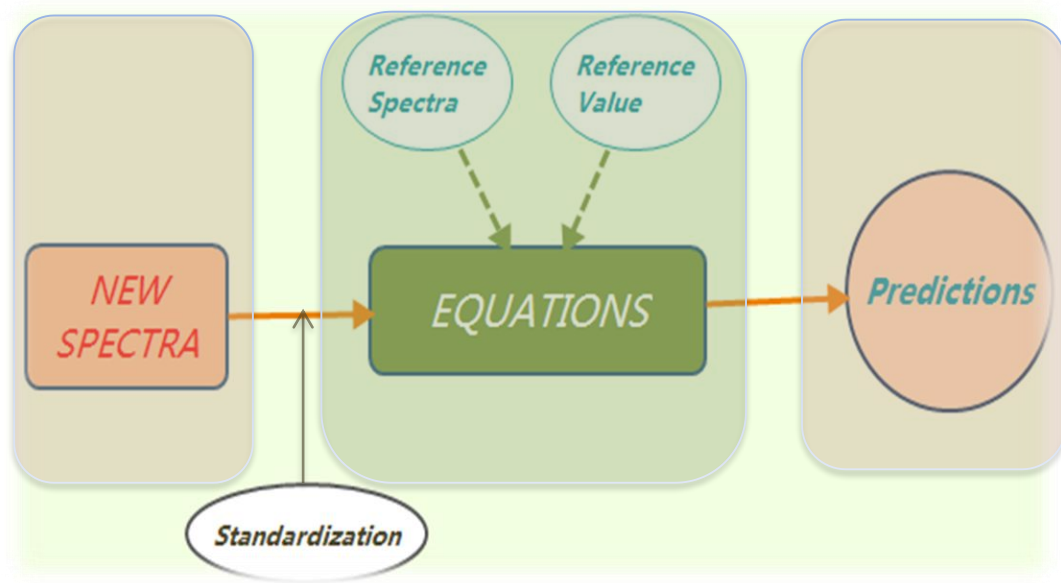 Reference
Spectra
Reference
Value
NEW
SPECTRA
EQUATIONS
Predictions
Standardization